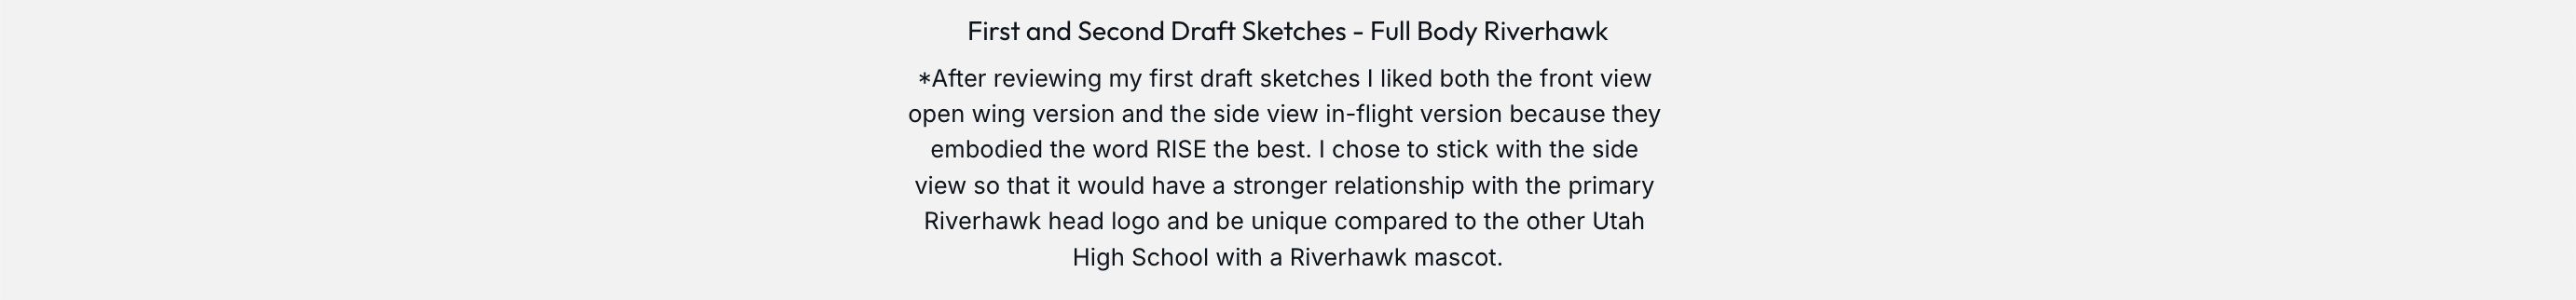 First and Second Draft Sketches - Full Body Riverhawk
*After reviewing my first draft sketches I liked both the front view
open wing version and the side view in-flight version because they
embodied the word RISE the best. I chose to stick with the side
view so that it would have a stronger relationship with the primary
Riverhawk head logo and be unique compared to the other Utah
High School with a Riverhawk mascot.